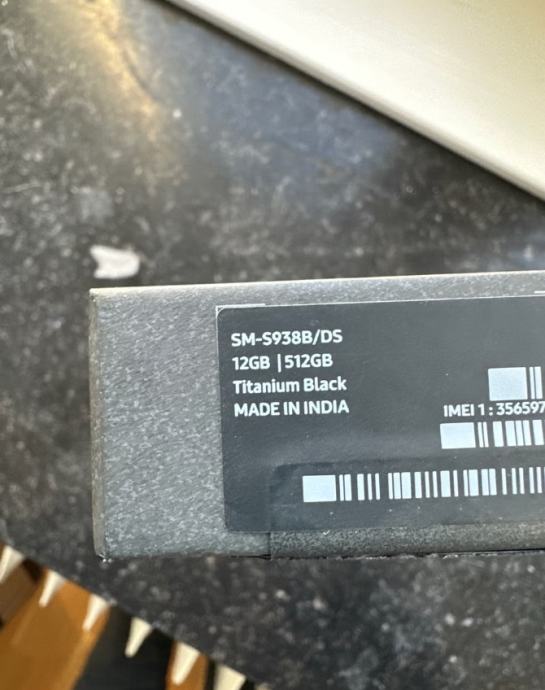 SM-S938B/DS
12GB | 512GB
Titanium Black
MADE IN INDIA
IMEI 1 : 356597